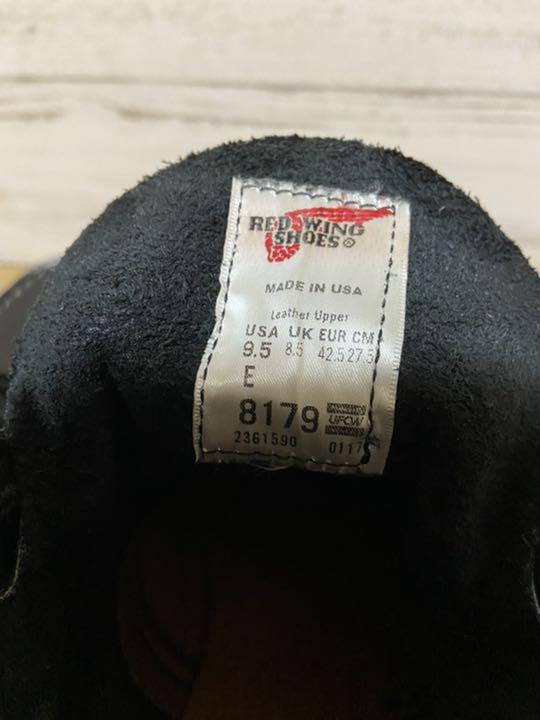 RED WING
SHOES®
MADE IN USA
Leather Upper
USA UK EUR CM
9.5 8.5 42.5 27.5
E
8179 UFCW
2361590 0117